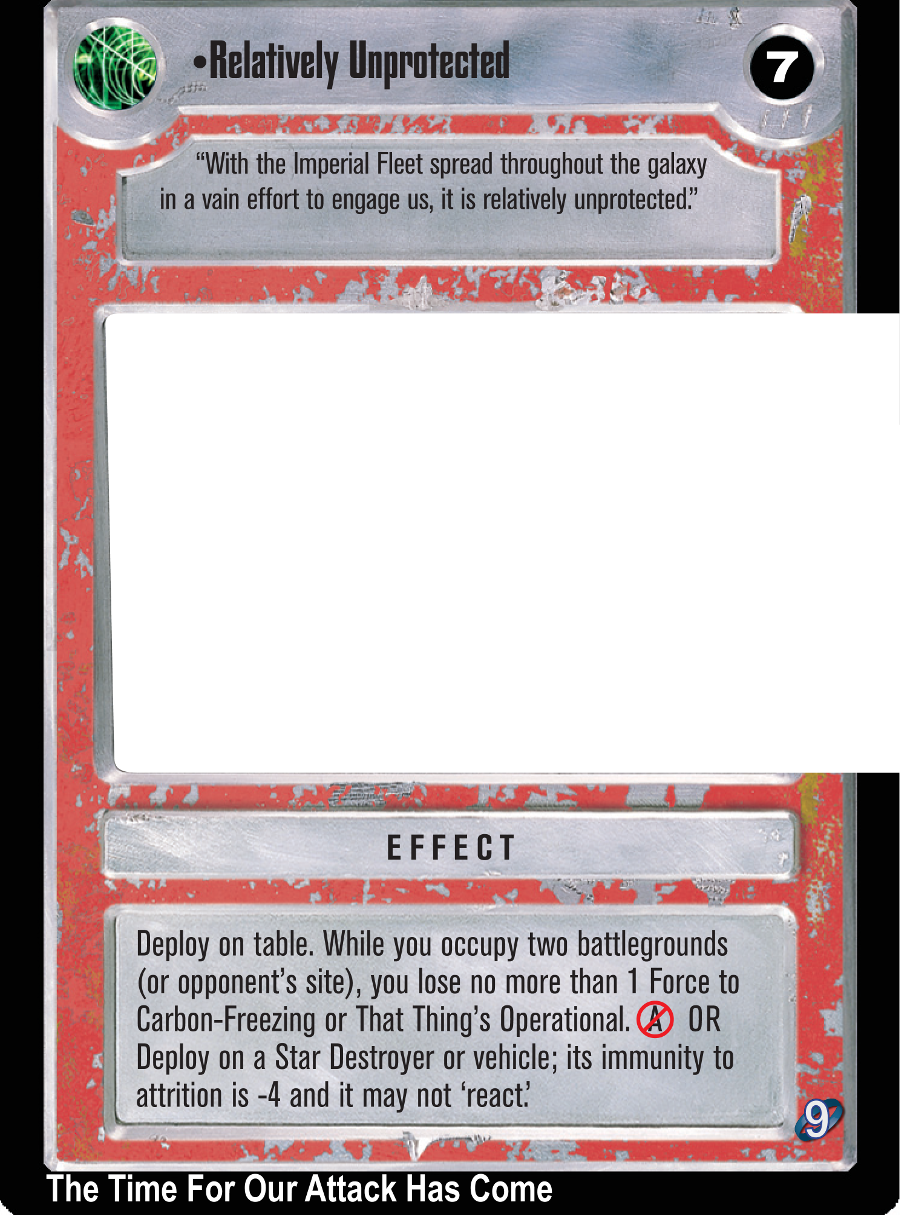 •Relatively Unprotected
7
“With the Imperial Fleet spread throughout the galaxy
in a vain effort to engage us, it is relatively unprotected.”
EFFECT
Deploy on table. While you occupy two battlegrounds
(or opponent’s site), you lose no more than 1 Force to
Carbon-Freezing or That Thing’s Operational. A OR
Deploy on a Star Destroyer or vehicle; its immunity to
attrition is -4 and it may not ‘react.’
9
The Time For Our Attack Has Come